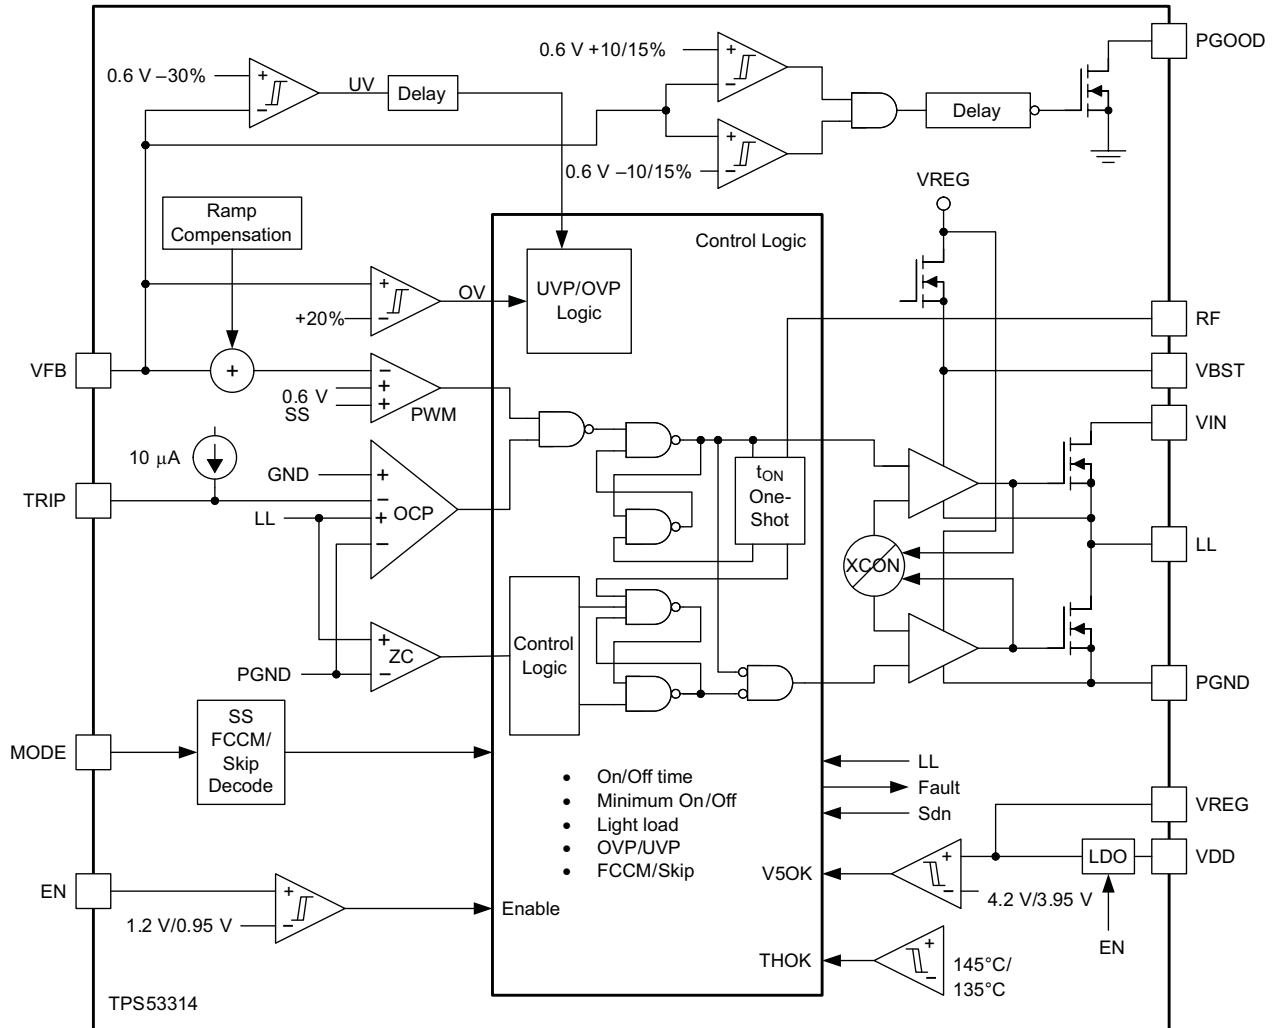 PGOOD
0.6 V +10/15%
0.6 V –30%
+
–
UV
Delay
+
–
Delay
+
–
0.6 V –10/15%
VREG
Ramp
Compensation
Control Logic
UVP/OVP
Logic
+
–
OV
+20%
RF
VFB
+
–
+
+
0.6 V
SS
PWM
VBST
VIN
10 µA
GND
+
–
+
–
OCP
TRIP
LL
tON
One-
Shot
XCON
LL
Control
Logic
+
–
ZC
PGND
PGND
SS
FCCM/
Skip
Decode
MODE
• On/Off time
• Minimum On/Off
• Light load
• OVP/UVP
• FCCM/Skip
LL
Fault
Sdn
VREG
LDO
VDD
V5OK
+
–
4.2 V/3.95 V
EN
EN
+
–
1.2 V/0.95 V
Enable
THOK
+
–
145°C/
135°C
TPS53314